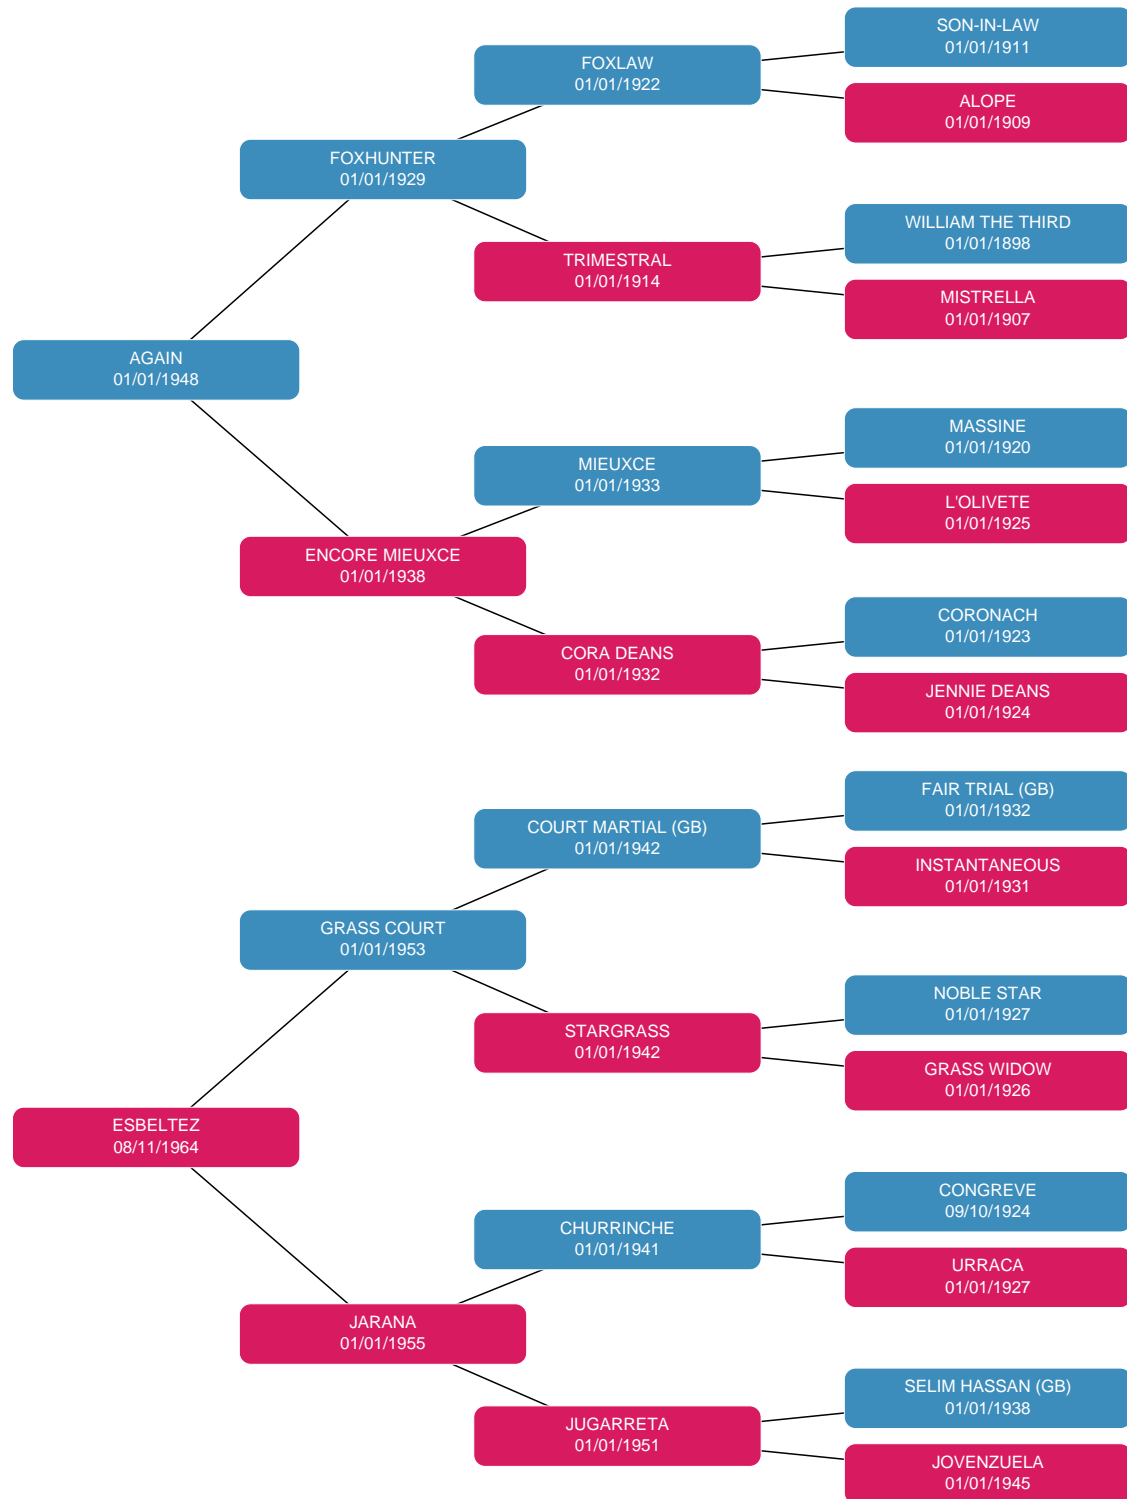 SON-IN-LAW
01/01/1911
FOXLAW
01/01/1922
ALOPE
01/01/1909
FOXHUNTER
01/01/1929
WILLIAM THE THIRD
01/01/1898
TRIMESTRAL
01/01/1914
MISTRELLA
01/01/1907
AGAIN
01/01/1948
MASSINE
01/01/1920
MIEUXCE
01/01/1933
L'OLIVETE
01/01/1925
ENCORE MIEUXCE
01/01/1938
CORONACH
01/01/1923
CORA DEANS
01/01/1932
JENNIE DEANS
01/01/1924
FAIR TRIAL (GB)
01/01/1932
COURT MARTIAL (GB)
01/01/1942
INSTANTANEOUS
01/01/1931
GRASS COURT
01/01/1953
NOBLE STAR
01/01/1927
STARGRASS
01/01/1942
GRASS WIDOW
01/01/1926
ESBELTEZ
08/11/1964
CONGREVE
09/10/1924
CHURRINCHE
01/01/1941
URRACA
01/01/1927
JARANA
01/01/1955
SELIM HASSAN (GB)
01/01/1938
JUGARRETA
01/01/1951
JOVENZUELA
01/01/1945